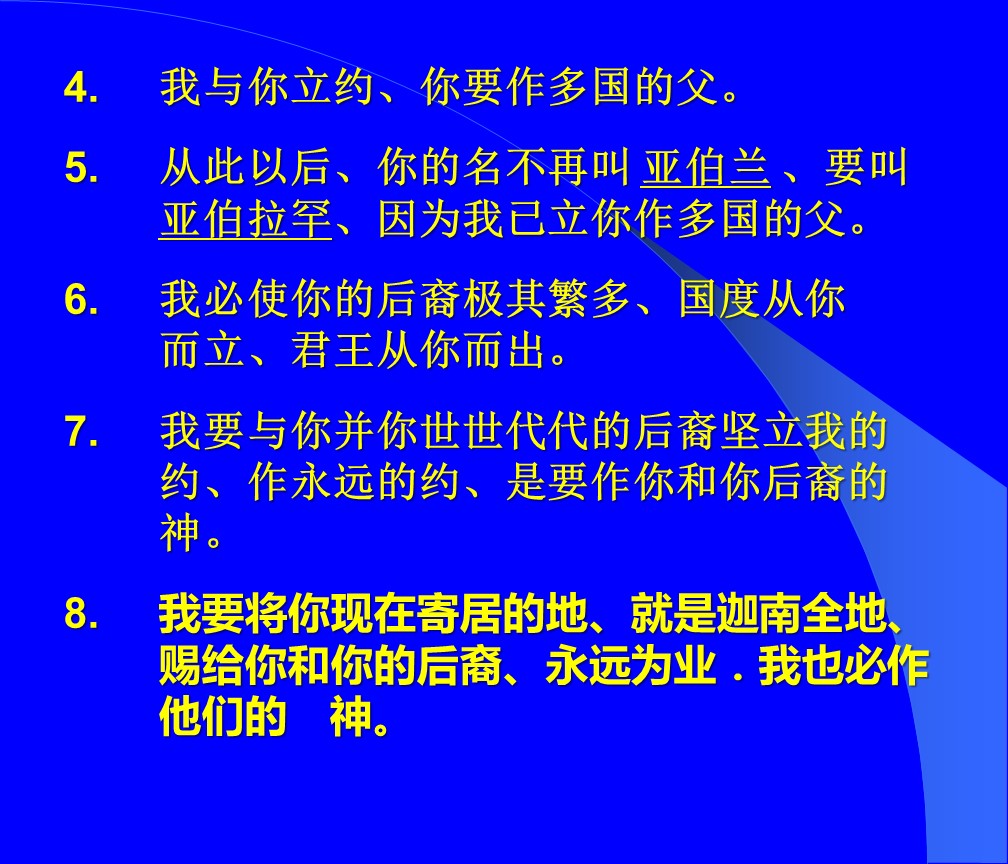 4. 我与你立约、你要作多国的父。
5. 从此以后、你的名不再叫 亚伯兰 、要叫
亚伯拉罕、因为我已立你作多国的父。
6. 我必使你的后裔极其繁多、国度从你
而立、君王从你而出。
7. 我要与你并你世世代代的后裔坚立我的
约、作永远的约、是要作你和你后裔的
神。
8. 我要将你现在寄居的地、就是迦南全地、
赐给你和你的后裔、永远为业．我也必作
他们的　神。